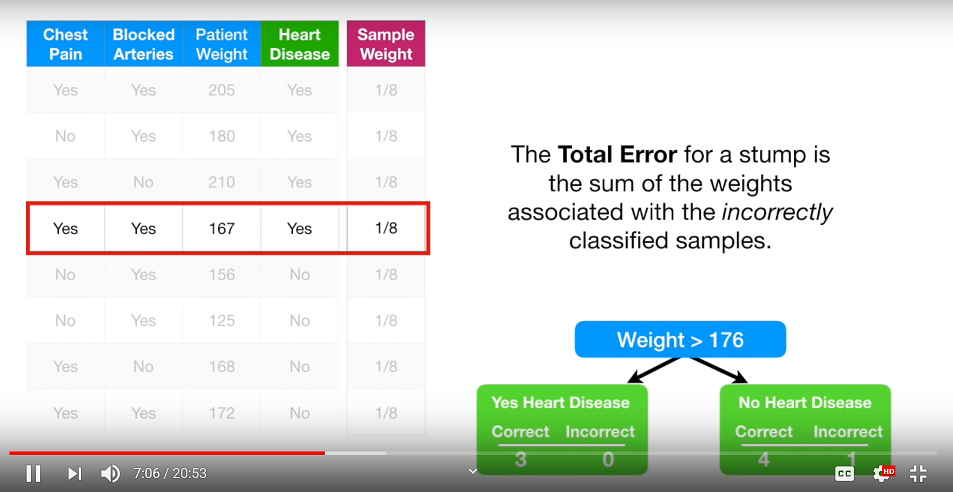 Chest Pain Blocked Arteries Patient Weight Heart Disease Sample Weight
Yes Yes 205 Yes 1/8
No Yes 180 Yes 1/8
Yes No 210 Yes 1/8
Yes Yes 167 Yes 1/8
No Yes 156 No 1/8
No Yes 125 No 1/8
Yes No 168 No 1/8
Yes Yes 172 No 1/8
The Total Error for a stump is
the sum of the weights
associated with the incorrectly
classified samples.
Weight > 176
Yes Heart Disease
Correct Incorrect
3 0
No Heart Disease
Correct Incorrect
4 1
7:06 / 20:53
CC
HD